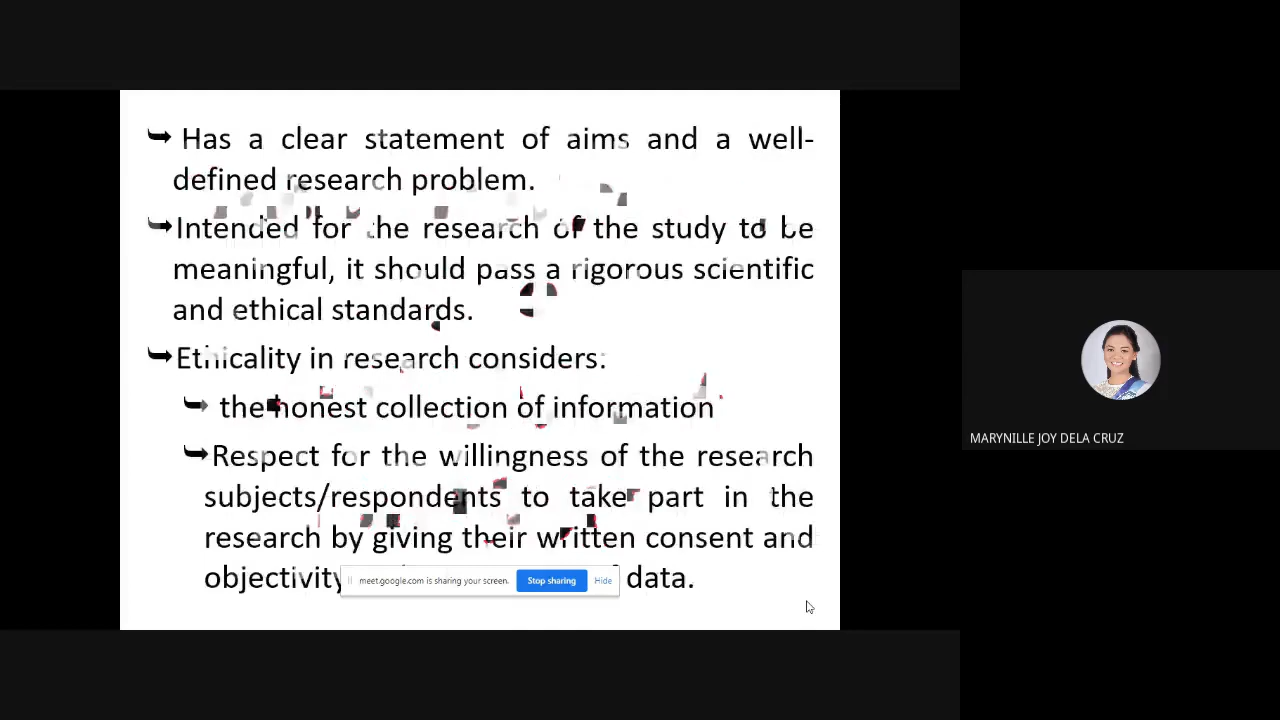 Has a clear statement of aims and a well-
defined research problem.
Intended for the research of the study to be
meaningful, it should pass a rigorous scientific
and ethical standards.
Ethicality in research considers:
the honest collection of information
Respect for the willingness of the research
subjects/respondents to take part in the
research by giving their written consent and
objectivity data.
meet.google.com is sharing your screen. Stop sharing Hide
MARYNILLE JOY DELA CRUZ